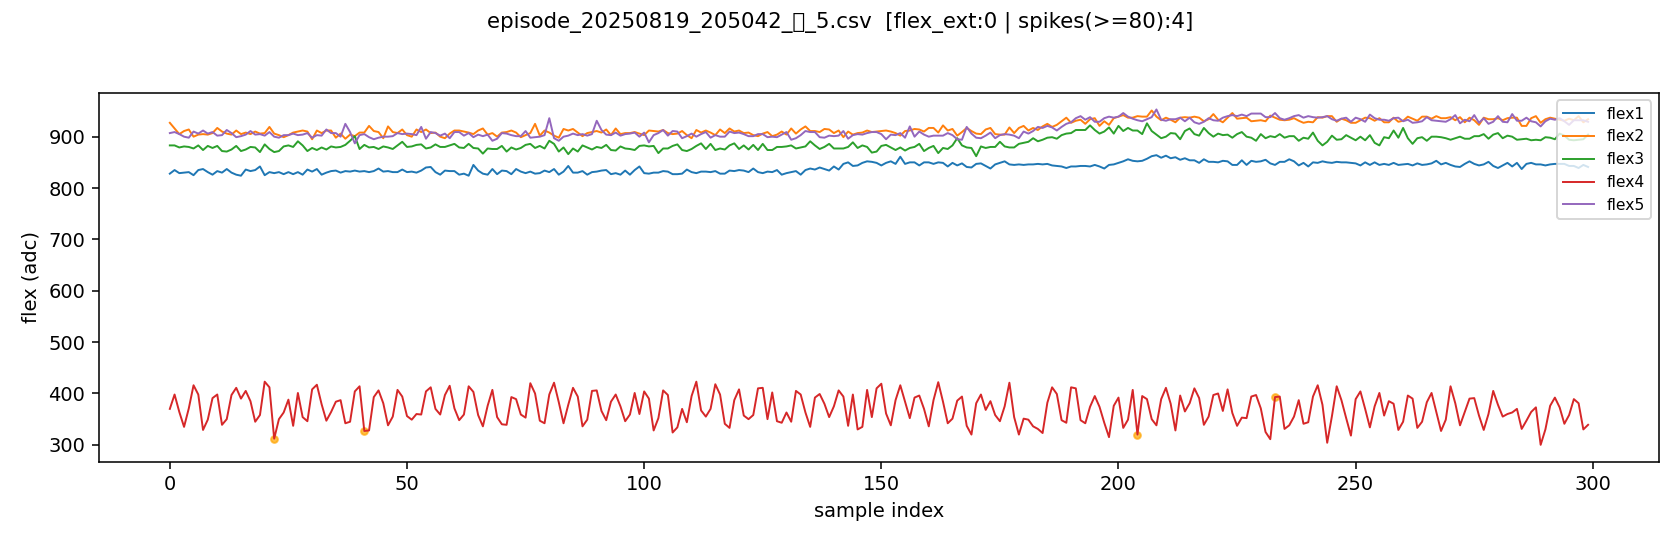 episode_20250819_205042_▯_5.csv [flex_ext:0 | spikes(>=80):4]
flex (adc)
900
800
700
600
500
400
300
0 50 100 150 200 250 300
sample index
flex1
flex2
flex3
flex4
flex5